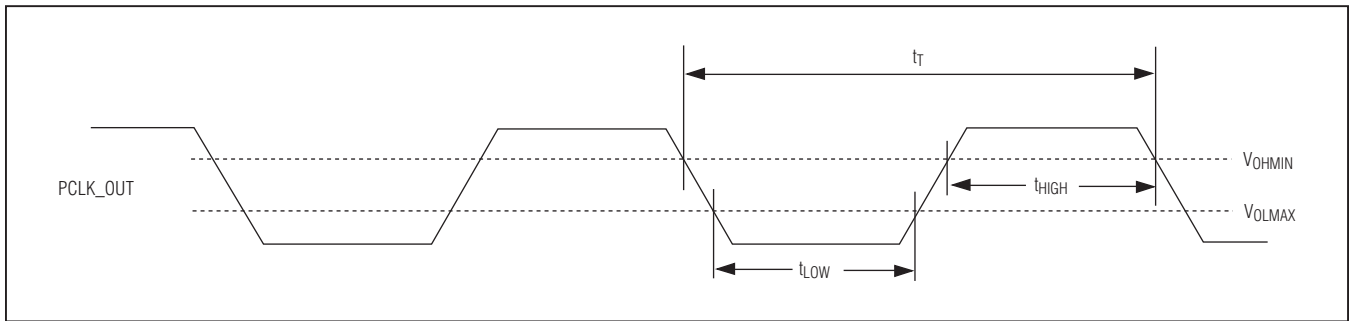 tT
VOHMIN
PCLK_OUT
tHIGH
VOLMAX
tLOW